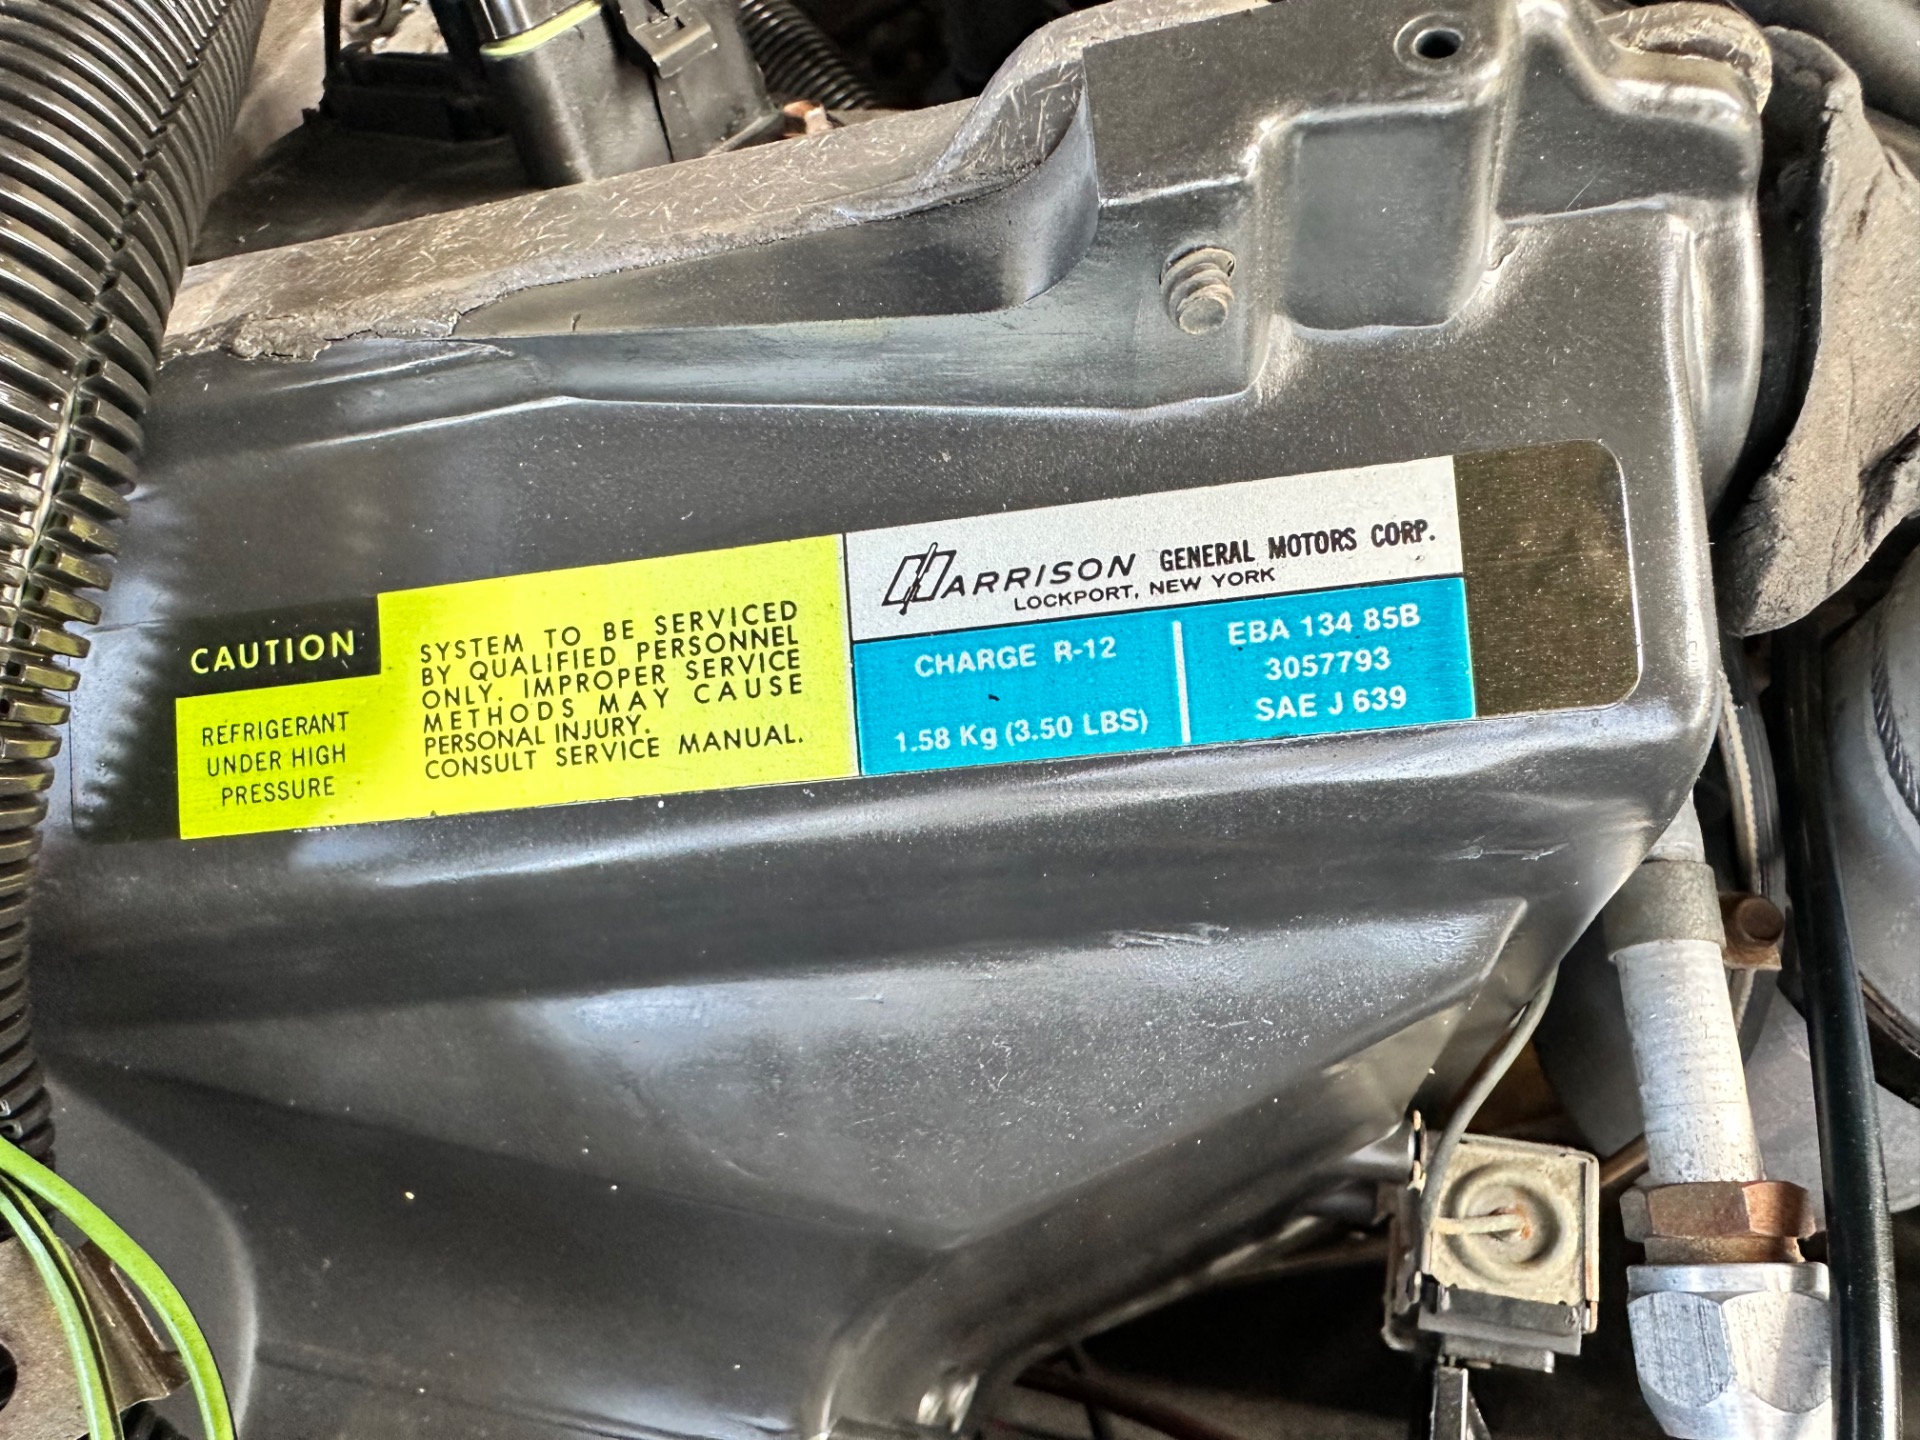 CAUTION
REFRIGERANT
UNDER HIGH
PRESSURE
SYSTEM TO BE SERVICED
BY QUALIFIED PERSONNEL
ONLY. IMPROPER SERVICE
METHODS MAY CAUSE
PERSONAL INJURY.
CONSULT SERVICE MANUAL.
HARRISON GENERAL MOTORS CORP.
LOCKPORT, NEW YORK
CHARGE R-12
1.58 Kg (3.50 LBS)
EBA 134 85B
3057793
SAE J 639